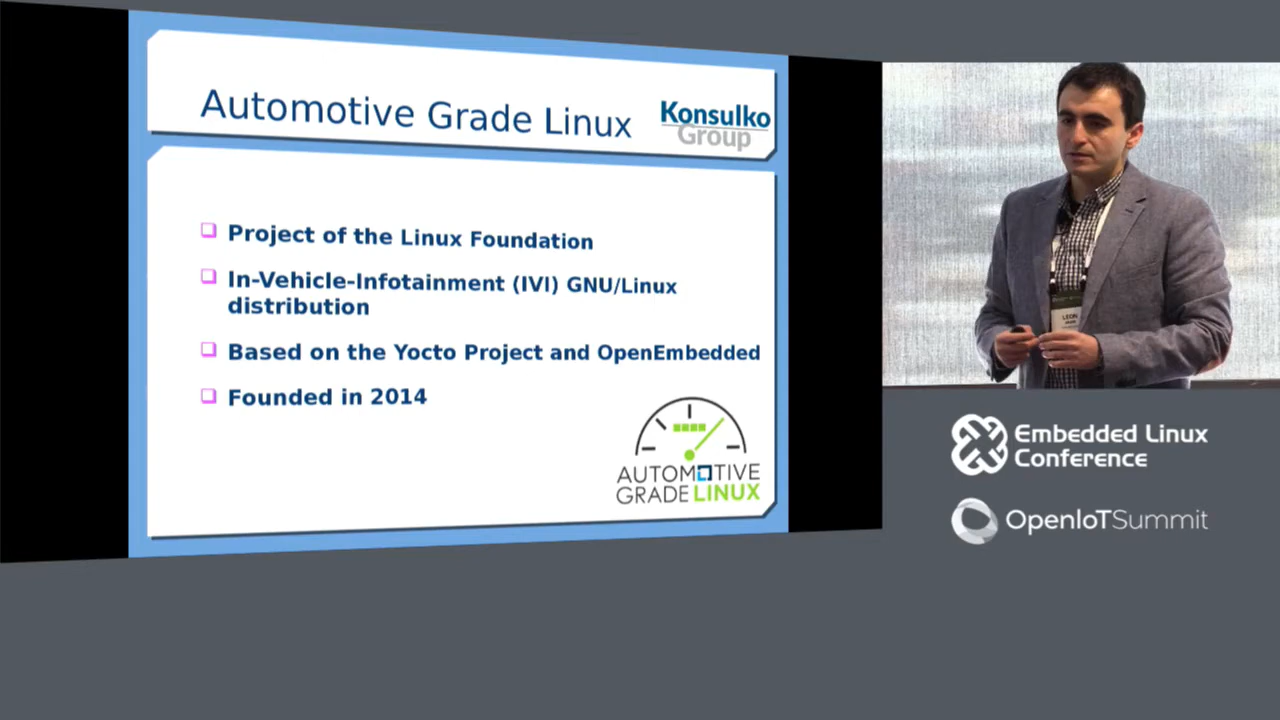 Automotive Grade Linux
Konsulko
Group
Project of the Linux Foundation
In-Vehicle-Infotainment (IVI) GNU/Linux
distribution
Based on the Yocto Project and OpenEmbedded
Founded in 2014
AUTOMOTIVE
GRADE LINUX
LEON
Embedded Linux
Conference
OpenIoTSummit